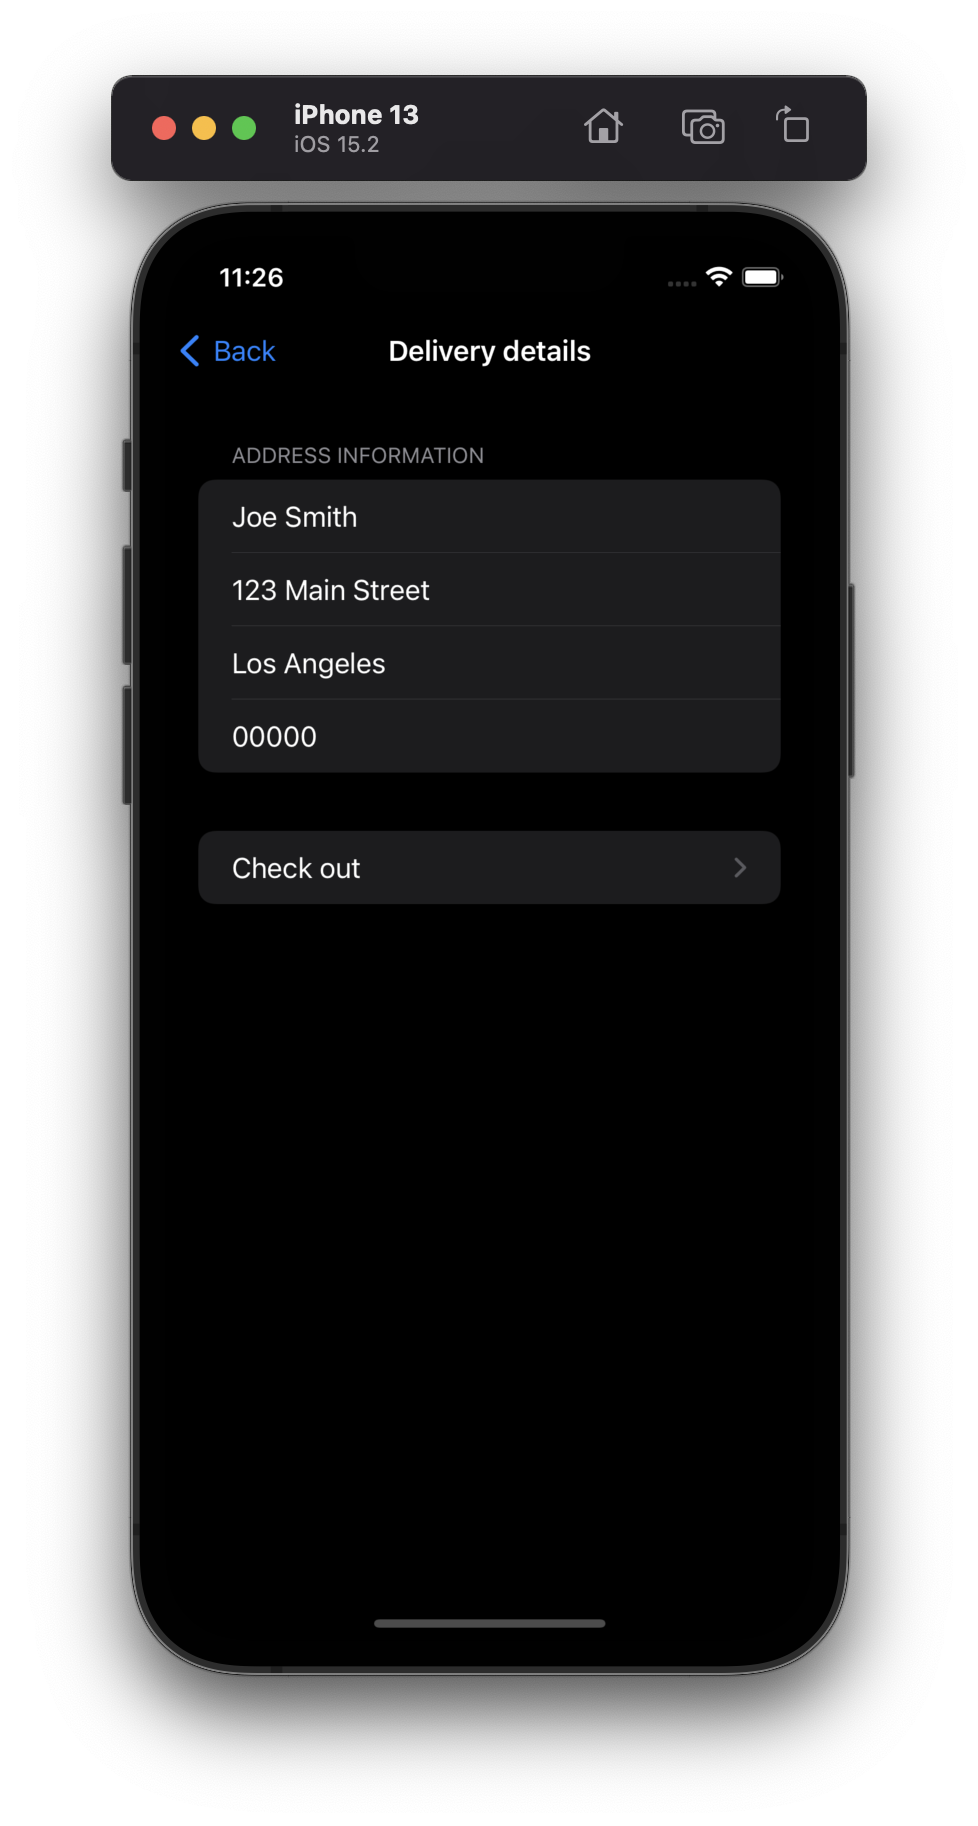 iPhone 13
iOS 15.2
11:26
Back
Delivery details
ADDRESS INFORMATION
Joe Smith
123 Main Street
Los Angeles
00000
Check out